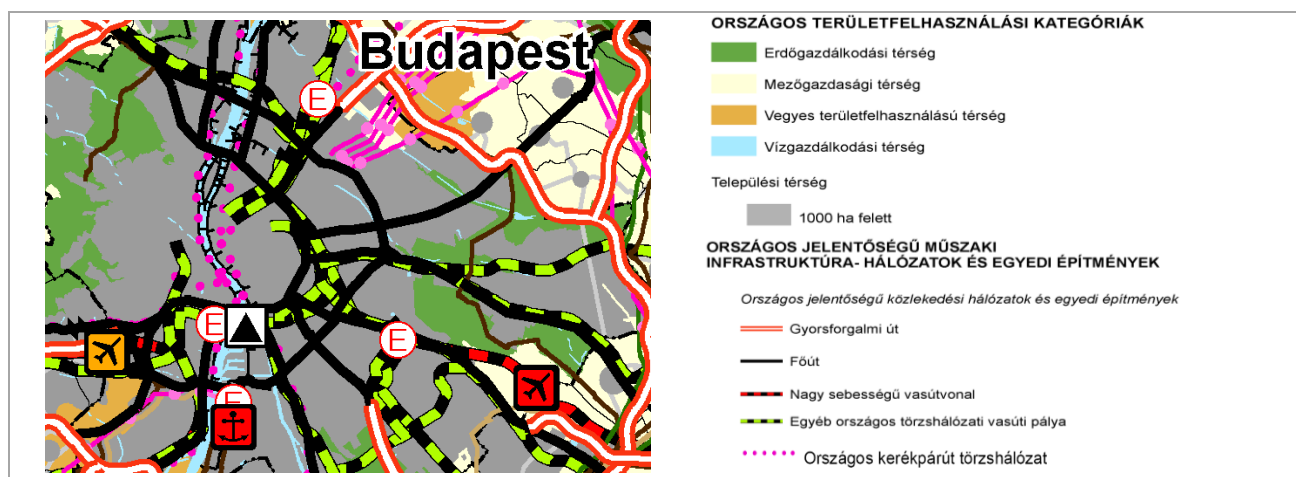 Budapest
E
E
E
E
ORSZÁGOS TERÜLETFELHASZNÁLÁSI KATEGÓRIÁK
Erdőgazdálkodási térség
Mezőgazdasági térség
Vegyes területfelhasználású térség
Vízgazdálkodási térség
Települési térség
1000 ha felett
ORSZÁGOS JELENTŐSÉGŰ MŰSZAKI
INFRASTRUKTÚRA- HÁLÓZATOK ÉS EGYEDI ÉPÍTMÉNYEK
Országos jelentőségű közlekedési hálózatok és egyedi építmények
Gyorsforgalmi út
Főút
Nagy sebességű vasútvonal
Egyéb országos törzshálózati vasúti pálya
Országos kerékpárút törzshálózat